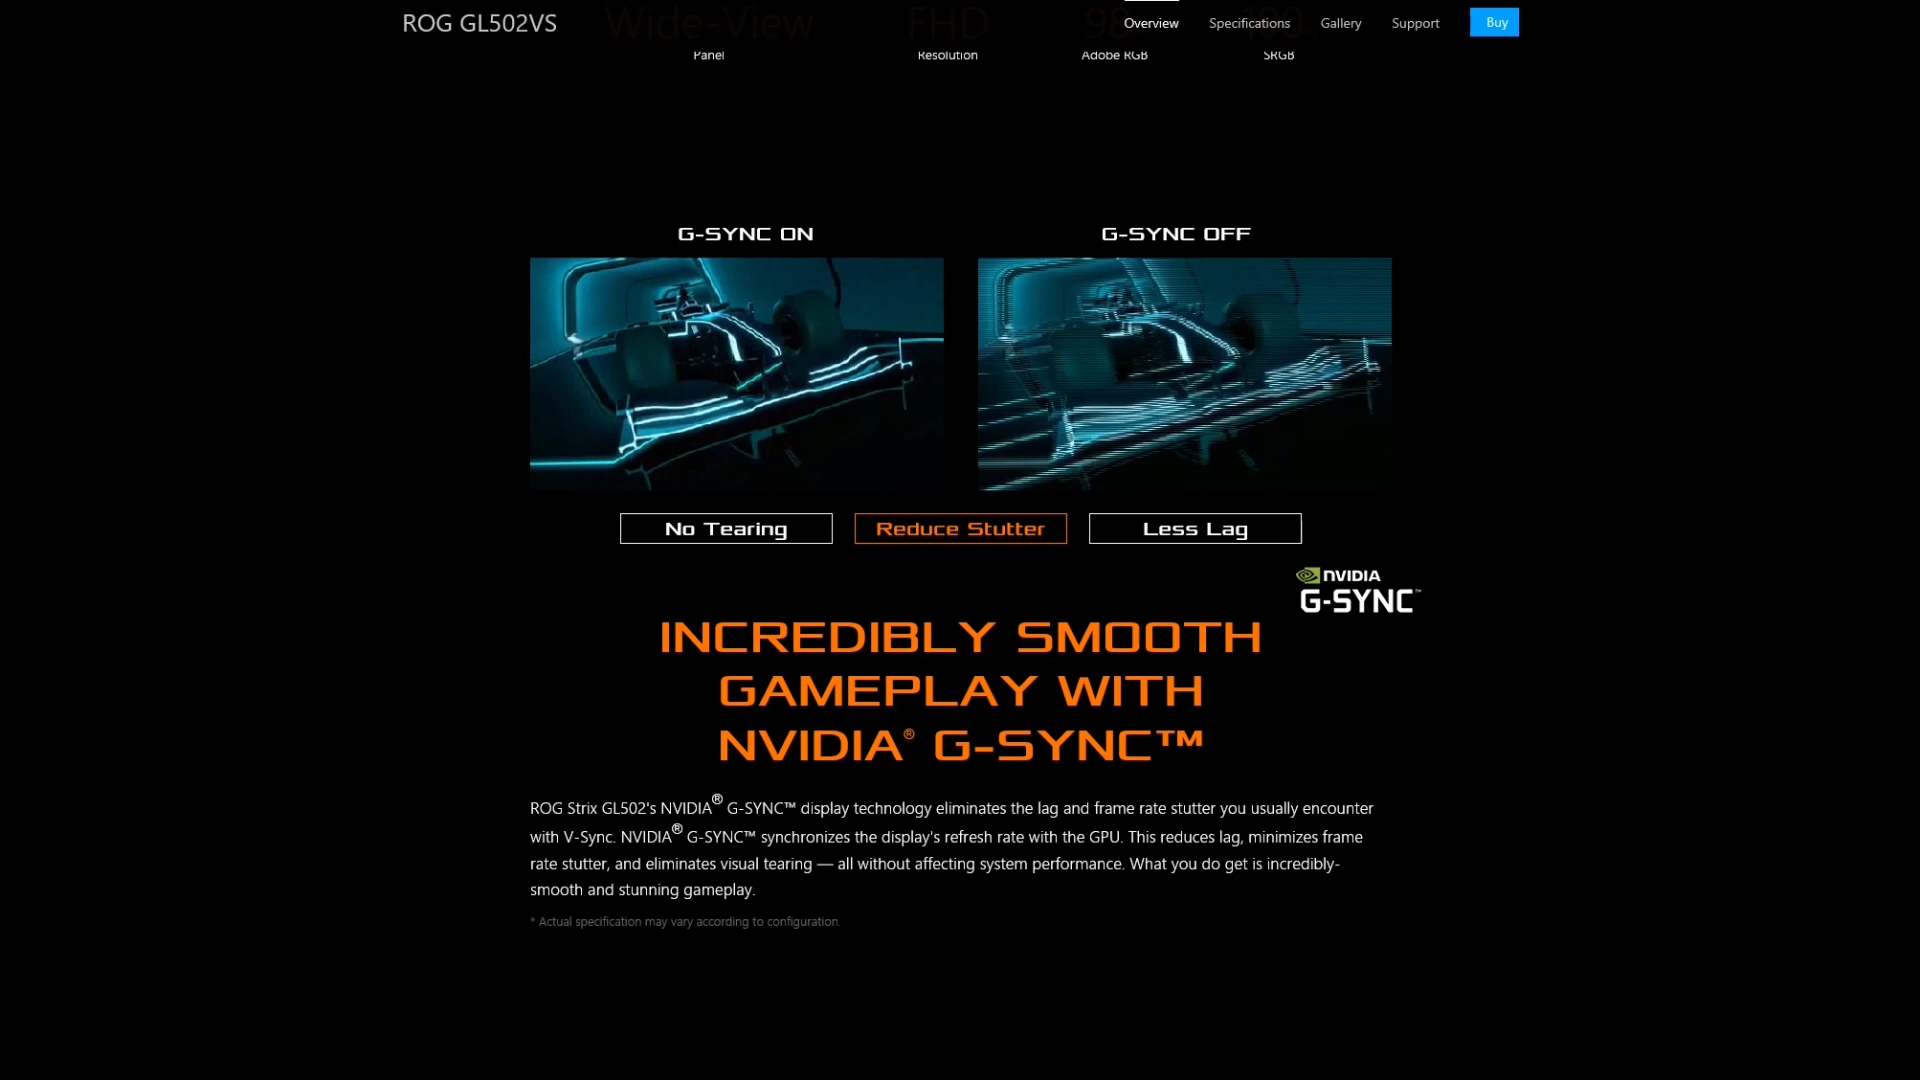 ROG GL502VS
Wide-View FHD 98
Overview Specifications Gallery Support Buy
Panel Resolution Adobe RGB SRGB
G-SYNC ON G-SYNC OFF
No Tearing Reduce Stutter Less Lag
NVIDIA
G-SYNC™
INCREDIBLY SMOOTH
GAMEPLAY WITH
NVIDIA® G-SYNC™
ROG Strix GL502's NVIDIA® G-SYNC™ display technology eliminates the lag and frame rate stutter you usually encounter
with V-Sync. NVIDIA® G-SYNC™ synchronizes the display's refresh rate with the GPU. This reduces lag, minimizes frame
rate stutter, and eliminates visual tearing — all without affecting system performance. What you do get is incredibly-
smooth and stunning gameplay.
* Actual specification may vary according to configuration.